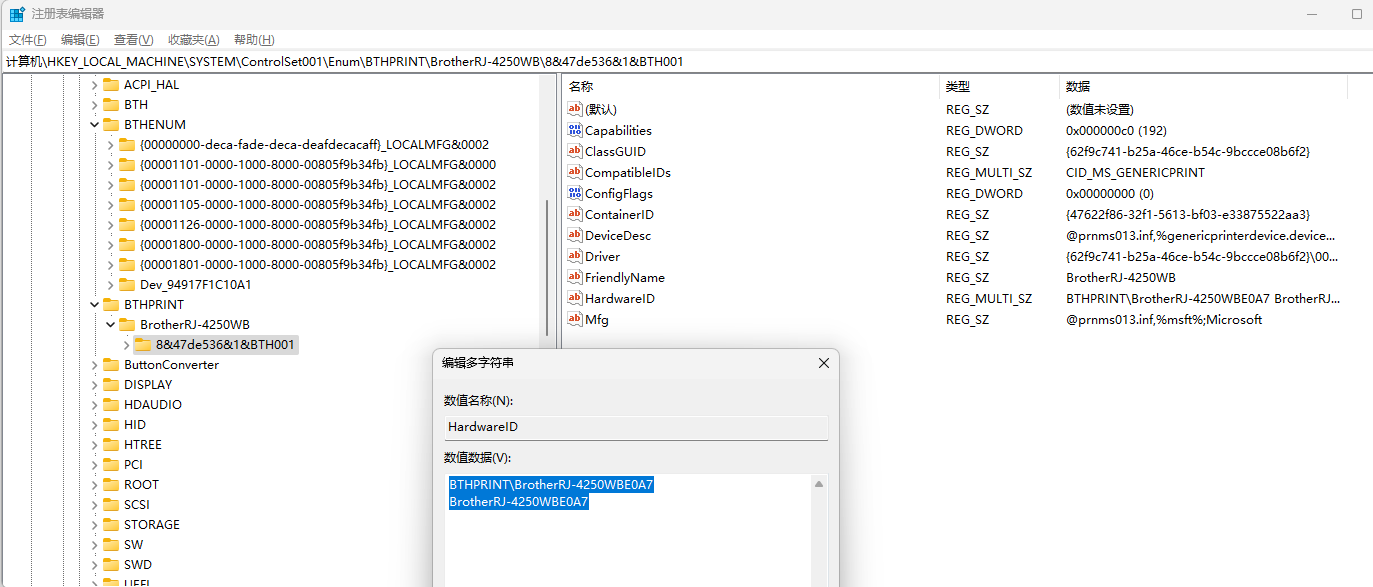 注册表编辑器
文件(F) 编辑(E) 查看(V) 收藏夹(A) 帮助(H)
计算机\HKEY_LOCAL_MACHINE\SYSTEM\ControlSet001\Enum\BTHPRINT\BrotherRJ-4250WB\8&47de536&1&BTH001
ACPI_HAL
BTH
BTHENUM
{00000000-deca-fade-deca-deafdecacaff}_LOCALMFG&0002
{00001101-0000-1000-8000-00805f9b34fb}_LOCALMFG&0000
{00001101-0000-1000-8000-00805f9b34fb}_LOCALMFG&0002
{00001105-0000-1000-8000-00805f9b34fb}_LOCALMFG&0002
{00001126-0000-1000-8000-00805f9b34fb}_LOCALMFG&0002
{00001800-0000-1000-8000-00805f9b34fb}_LOCALMFG&0002
{00001801-0000-1000-8000-00805f9b34fb}_LOCALMFG&0002
Dev_94917F1C10A1
BTHPRINT
BrotherRJ-4250WB
8&47de536&1&BTH001
ButtonConverter
DISPLAY
HDAUDIO
HID
HTREE
PCI
ROOT
SCSI
STORAGE
SW
SWD
UEFI
名称 类型 数据
(默认) REG_SZ (数值未设置)
Capabilities REG_DWORD 0x000000c0 (192)
ClassGUID REG_SZ {62f9c741-b25a-46ce-b54c-9bccce08b6f2}
CompatibleIDs REG_MULTI_SZ CID_MS_GENERICPRINT
ConfigFlags REG_DWORD 0x00000000 (0)
ContainerID REG_SZ {47622f86-32f1-5613-bf03-e33875522aa3}
DeviceDesc REG_SZ @prnms013.inf,%genericprinterdevice.device...
Driver REG_SZ {62f9c741-b25a-46ce-b54c-9bccce08b6f2}\00...
FriendlyName REG_SZ BrotherRJ-4250WB
HardwareID REG_MULTI_SZ BTHPRINT\BrotherRJ-4250WBE0A7 BrotherRJ...
Mfg REG_SZ @prnms013.inf,%msft%;Microsoft
编辑多字符串
数值名称(N):
HardwareID
数值数据(V):
BTHPRINT\BrotherRJ-4250WBE0A7
BrotherRJ-4250WBE0A7